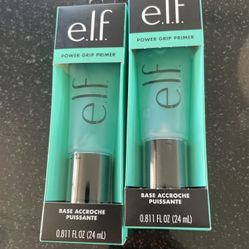 e.l.f.
POWER GRIP PRIMER
e.l.f.
BASE ACCROCHE
PUISSANTE
0.811 FL OZ (24 mL)
e.l.f.
POWER GRIP PRIMER
e.l.f.
BASE ACCROCHE
PUISSANTE
0.811 FL OZ (24 mL)